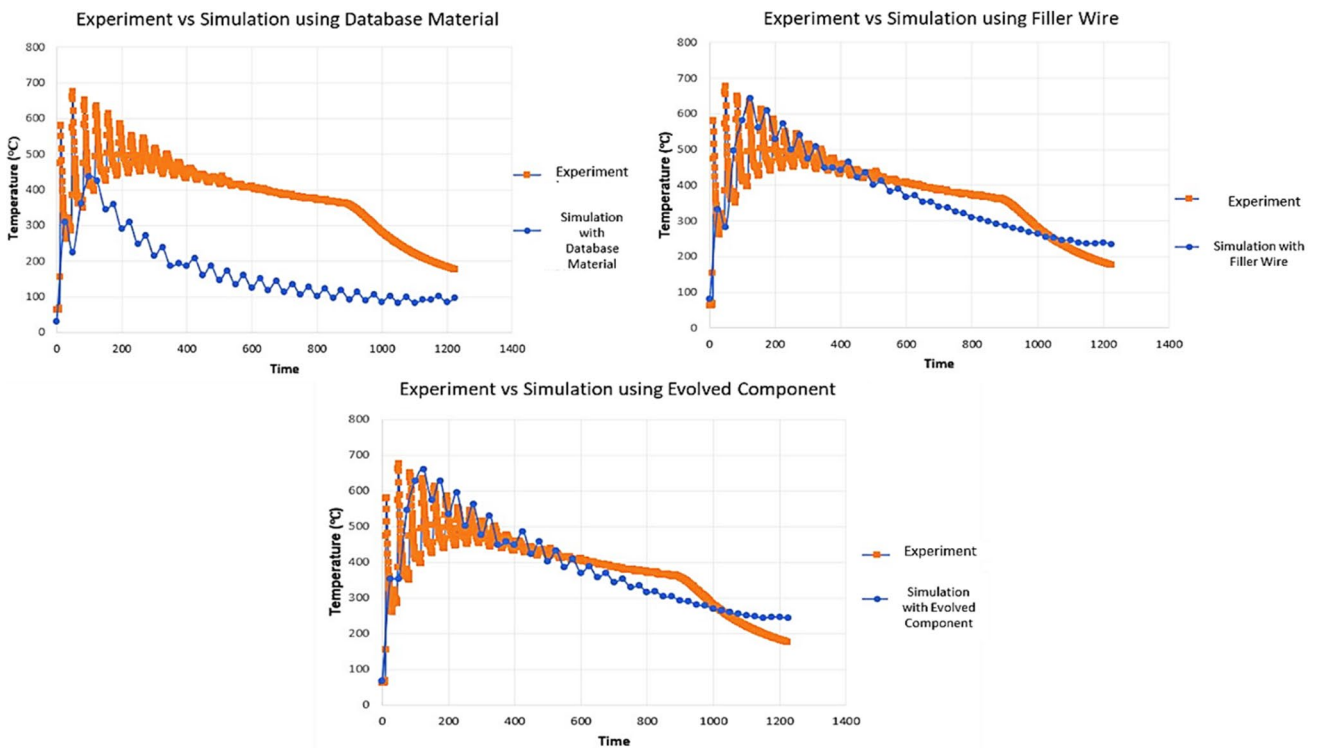 Experiment vs Simulation using Database Material
800
700
600
500
400
300
200
100
0
Temperature (°C)
0 200 400 600 800 1000 1200 1400
Time
Experiment
Simulation
with
Database
Material
Experiment vs Simulation using Filler Wire
800
700
600
500
400
300
200
100
0
Temperature (°C)
0 200 400 600 800 1000 1200 1400
Time
Experiment
Simulation with
Filler Wire
Experiment vs Simulation using Evolved Component
800
700
600
500
400
300
200
100
0
Temperature (°C)
0 200 400 600 800 1000 1200 1400
Time
Experiment
Simulation
with Evolved
Component